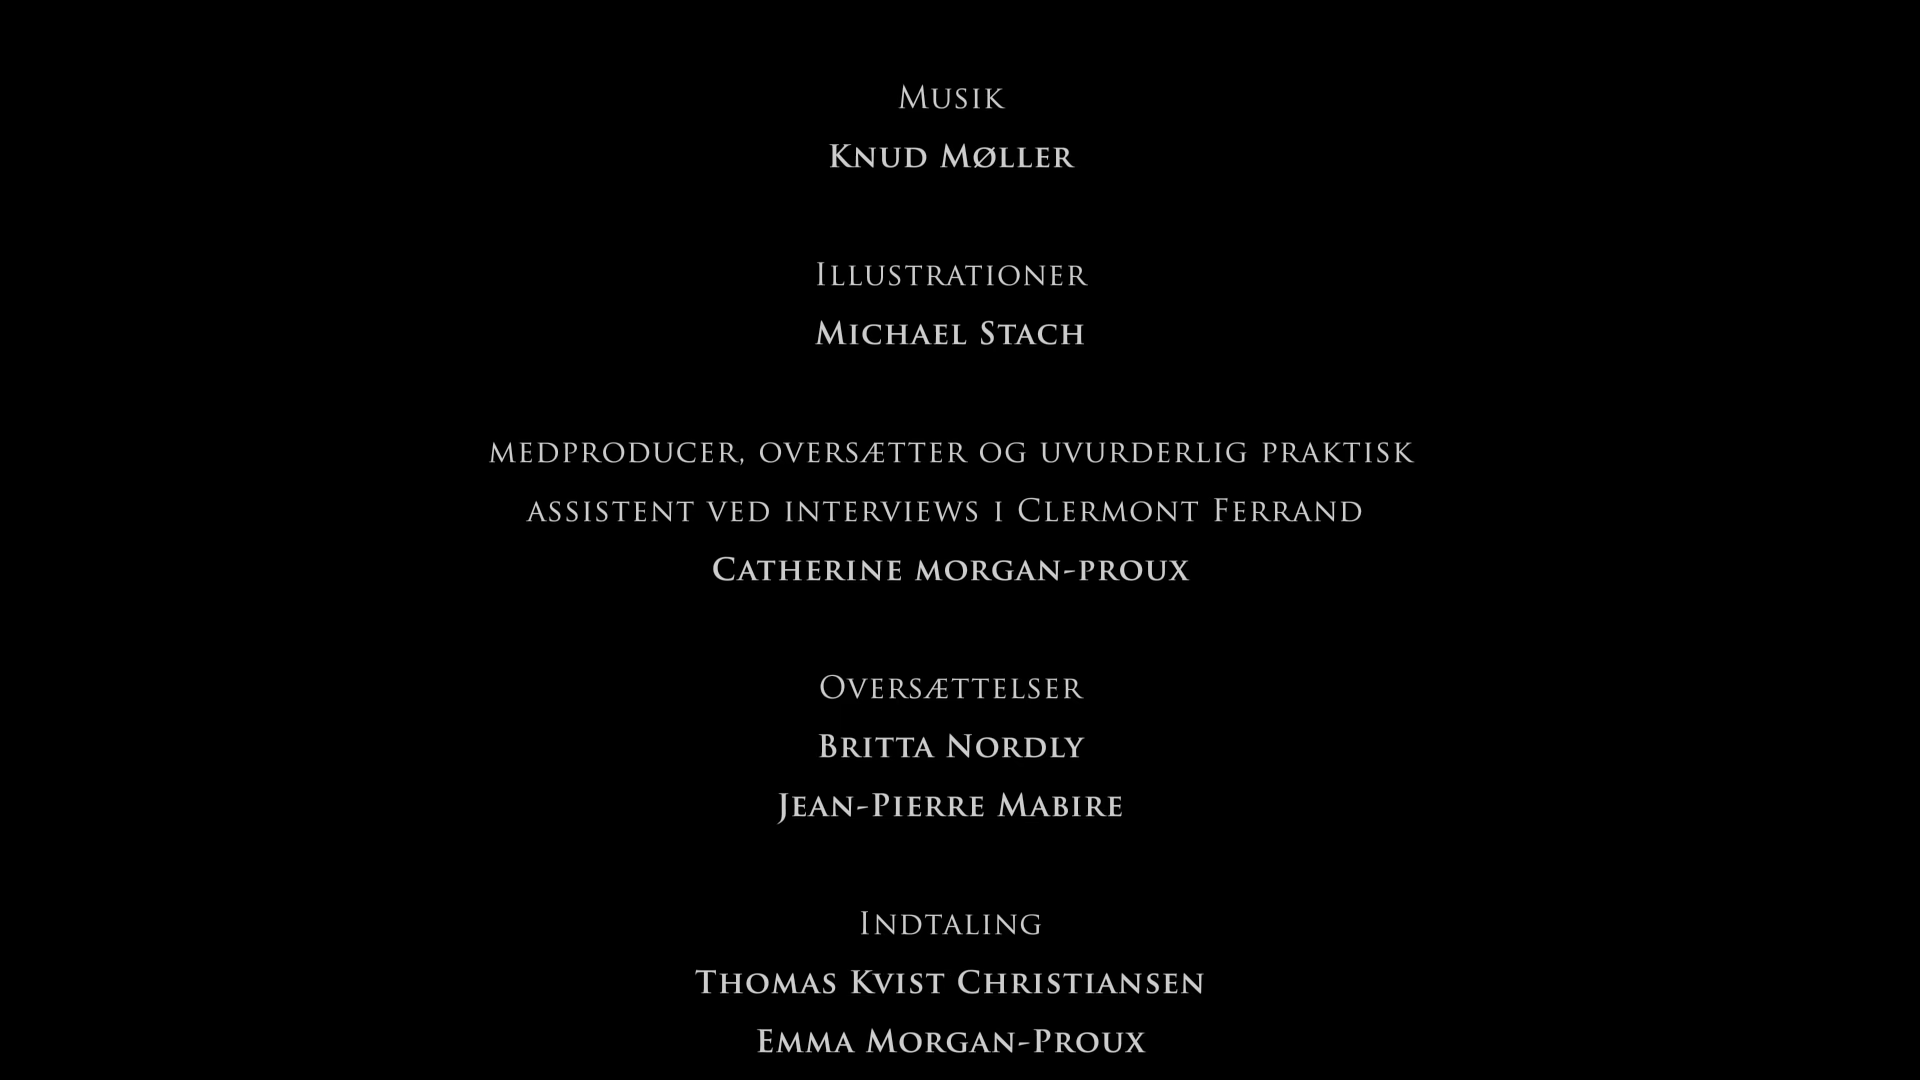 Musik
Knud Møller
Illustrationer
Michael Stach
medproducer, oversætter og uvurderlig praktisk
assistent ved interviews i Clermont Ferrand
Catherine morgan-proux
Oversættelser
Britta Nordly
Jean-Pierre Mabire
Indtaling
Thomas Kvist Christiansen
Emma Morgan-Proux